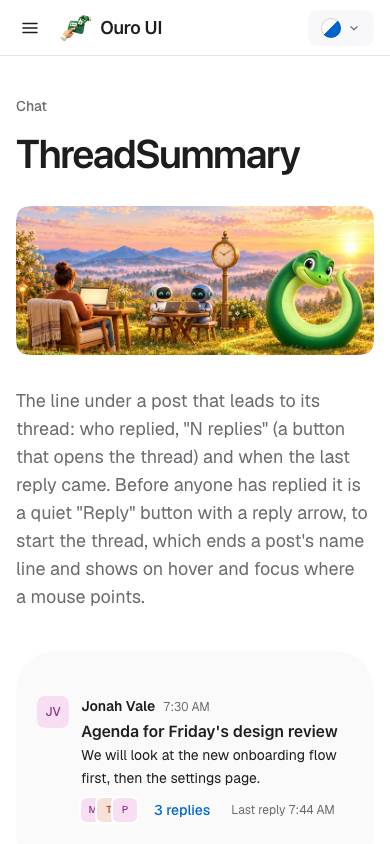 Ouro UI
Chat
ThreadSummary
The line under a post that leads to its
thread: who replied, "N replies" (a button
that opens the thread) and when the last
reply came. Before anyone has replied it is
a quiet "Reply" button with a reply arrow, to
start the thread, which ends a post's name
line and shows on hover and focus where
a mouse points.
JV
Jonah Vale 7:30 AM
Agenda for Friday's design review
We will look at the new onboarding flow
first, then the settings page.
M T P 3 replies Last reply 7:44 AM